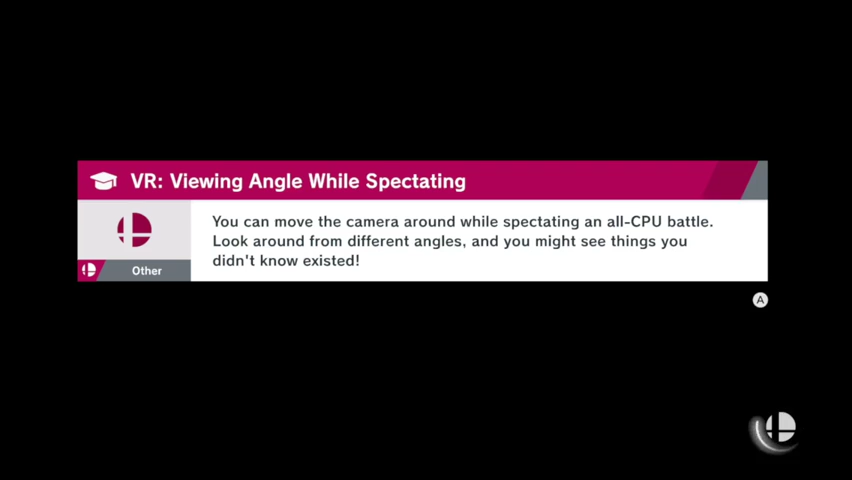 VR: Viewing Angle While Spectating
You can move the camera around while spectating an all-CPU battle.
Look around from different angles, and you might see things you
didn't know existed!
Other
A